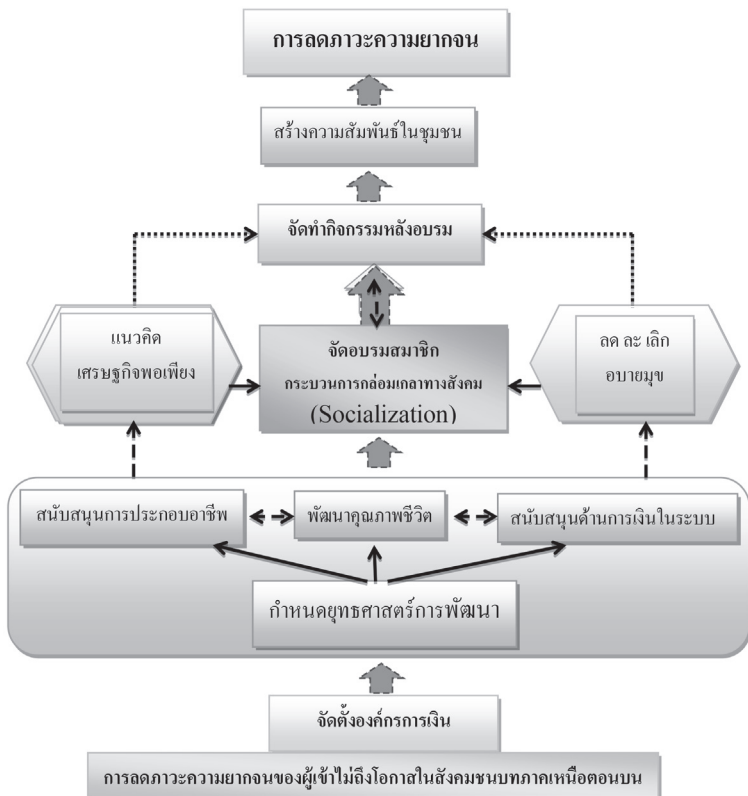 การลดภาวะความยากจน
สร้างความสัมพันธ์ในชุมชน
จัดทำกิจกรรมหลังอบรม
แนวคิด
เศรษฐกิจพอเพียง
จัดอบรมสมาชิก
กระบวนการกล่อมเกลาทางสังคม
(Socialization)
ลด ละ เลิก
อบายมุข
สนับสนุนการประกอบอาชีพ
พัฒนาคุณภาพชีวิต
สนับสนุนด้านการเงินในระบบ
กำหนดยุทธศาสตร์การพัฒนา
จัดตั้งองค์กรการเงิน
การลดภาวะความยากจนของผู้เข้าไม่ถึงโอกาสในสังคมชนบทภาคเหนือตอนบน